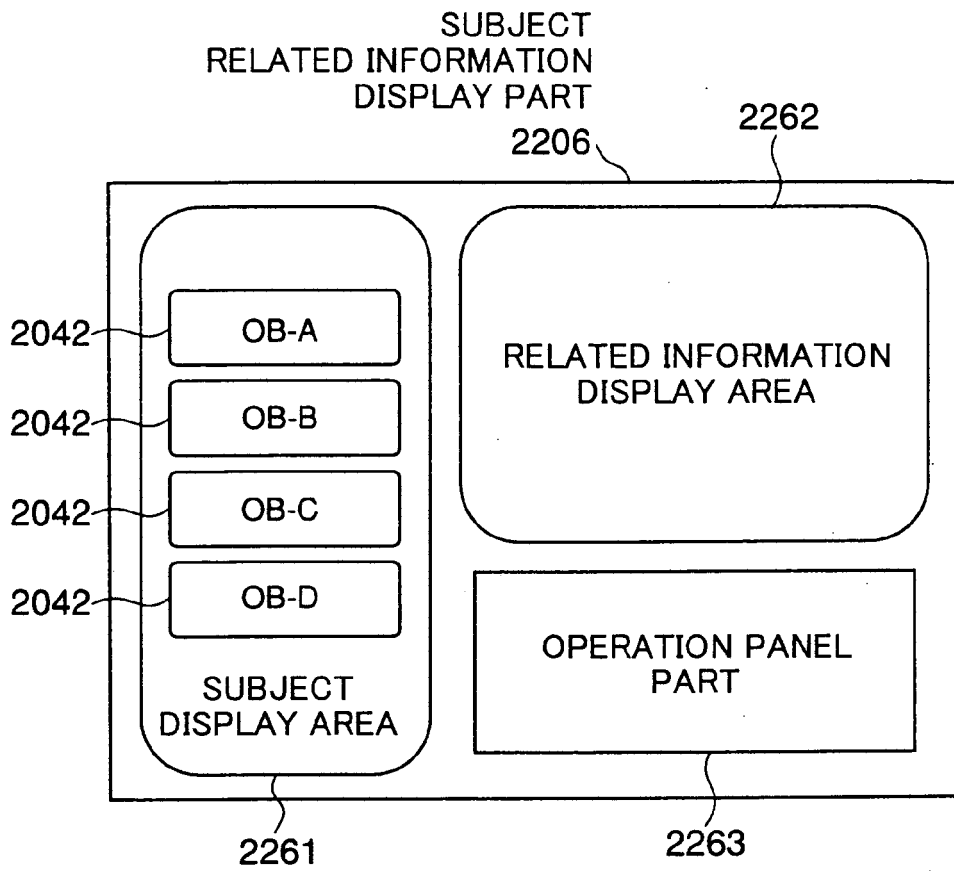 SUBJECT
RELATED INFORMATION
DISPLAY PART
2206
2262
2042
OB-A
2042
OB-B
2042
OB-C
2042
OB-D
SUBJECT
DISPLAY AREA
RELATED INFORMATION
DISPLAY AREA
OPERATION PANEL
PART
2261
2263